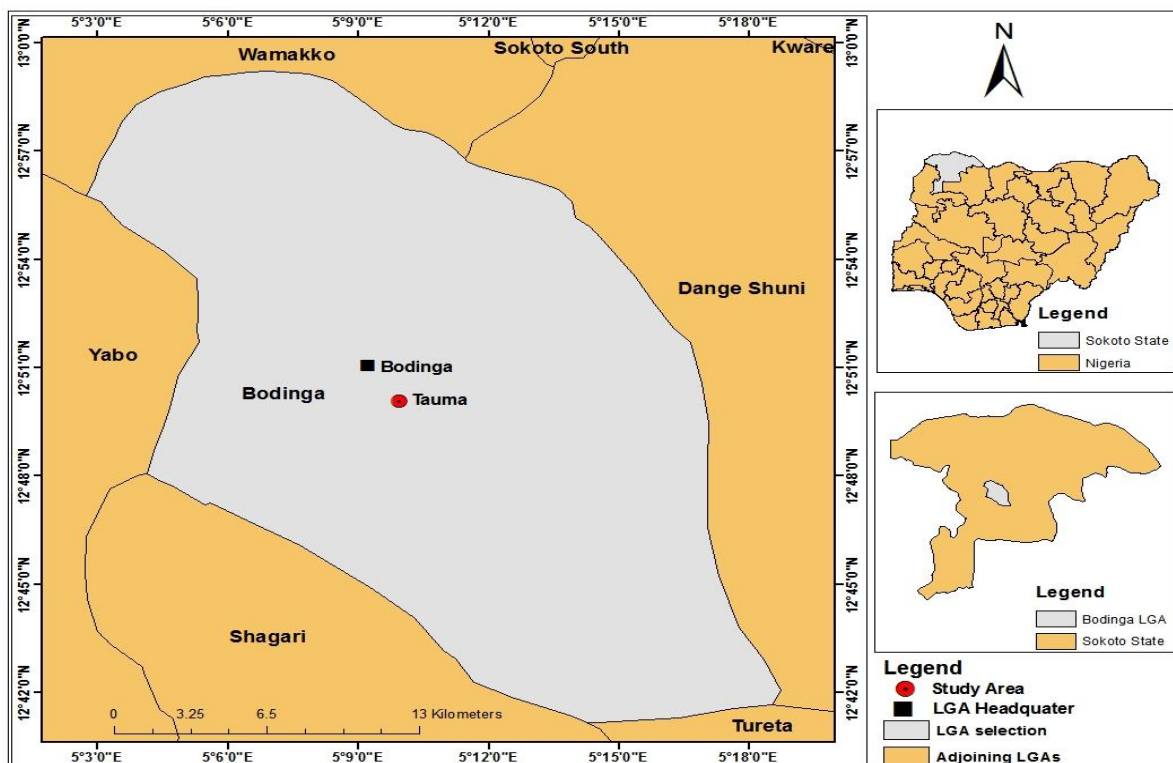 5°3'0"E 5°6'0"E 5°9'0"E 5°12'0"E 5°15'0"E 5°18'0"E
13°0'0"N
12°57'0"N
12°54'0"N
12°51'0"N
12°48'0"N
12°45'0"N
12°42'0"N
Wamakko
Sokoto South
Kware
Dange Shuni
Yabo
Bodinga
Bodinga
Tauma
Shagari
Tureta
0 3.25 6.5 13 Kilometers
13°0'0"N
12°57'0"N
12°54'0"N
12°51'0"N
12°48'0"N
12°45'0"N
12°42'0"N
5°3'0"E 5°6'0"E 5°9'0"E 5°12'0"E 5°15'0"E 5°18'0"E
N
Legend
Sokoto State
Nigeria
Legend
Bodinga LGA
Sokoto State
Legend
Study Area
LGA Headquater
LGA selection
Adjoining LGAs